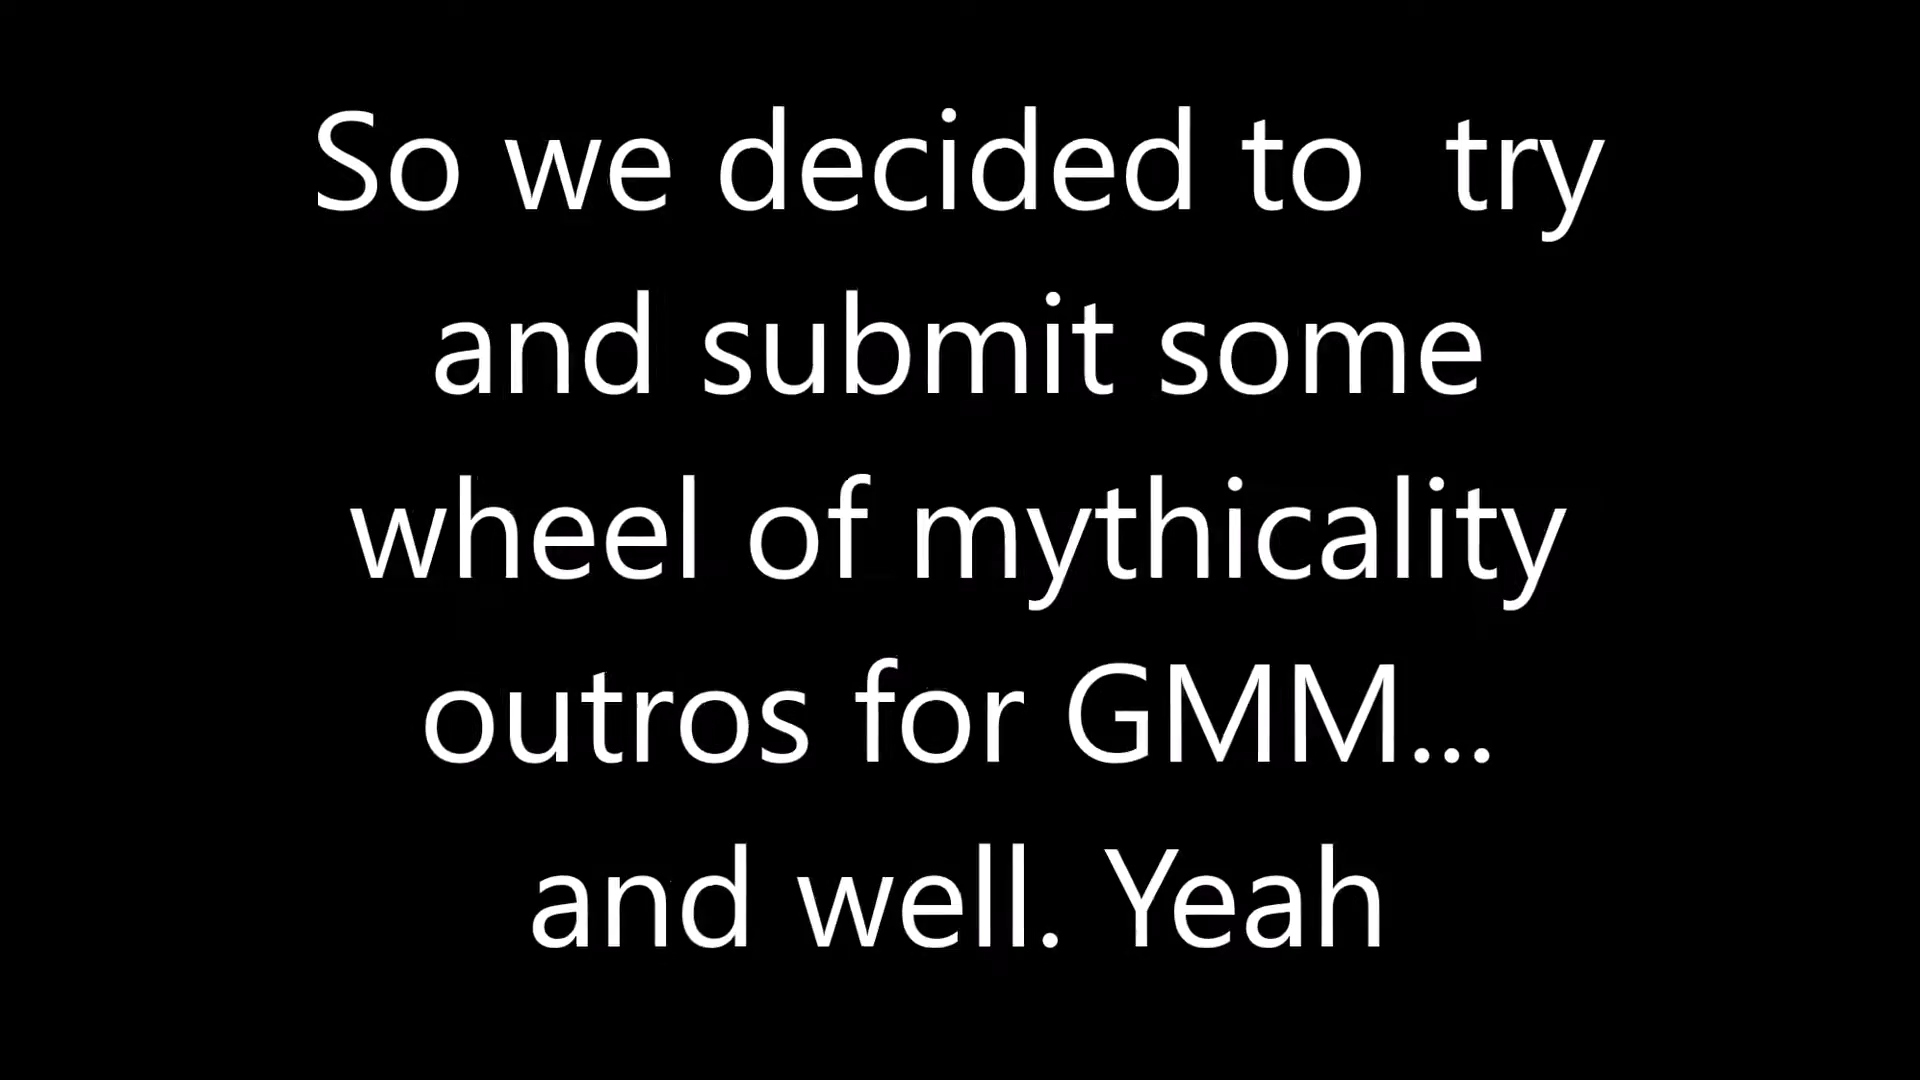 So we decided to  try
and submit some
wheel of mythicality
outros for GMM...
and well. Yeah